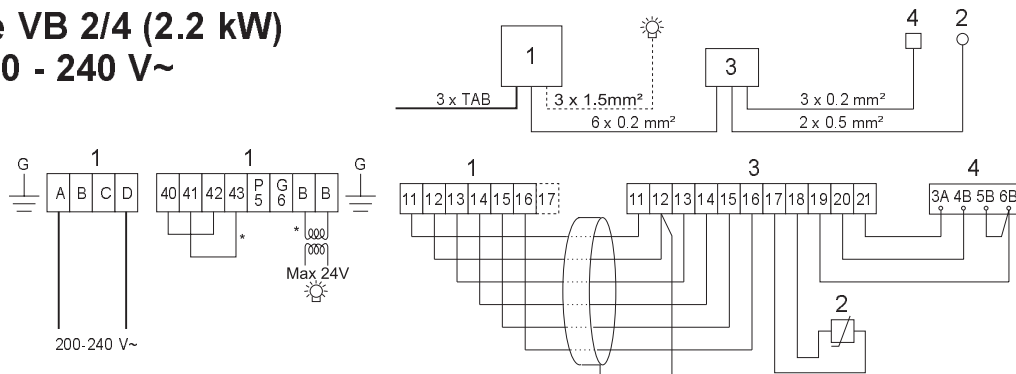 e VB 2/4 (2.2 kW)
0 - 240 V~
1
3
4
2
3 x TAB
3 x 1.5mm²
6 x 0.2 mm²
3 x 0.2 mm²
2 x 0.5 mm²
G
1
1
G
A B C D
40 41 42 43 P5 G6 B B
*
*
Max 24V
200-240 V~
1
3
4
11 12 13 14 15 16 17
11 12 13 14 15 16 17 18 19 20 21
3A 4B 5B 6B
2